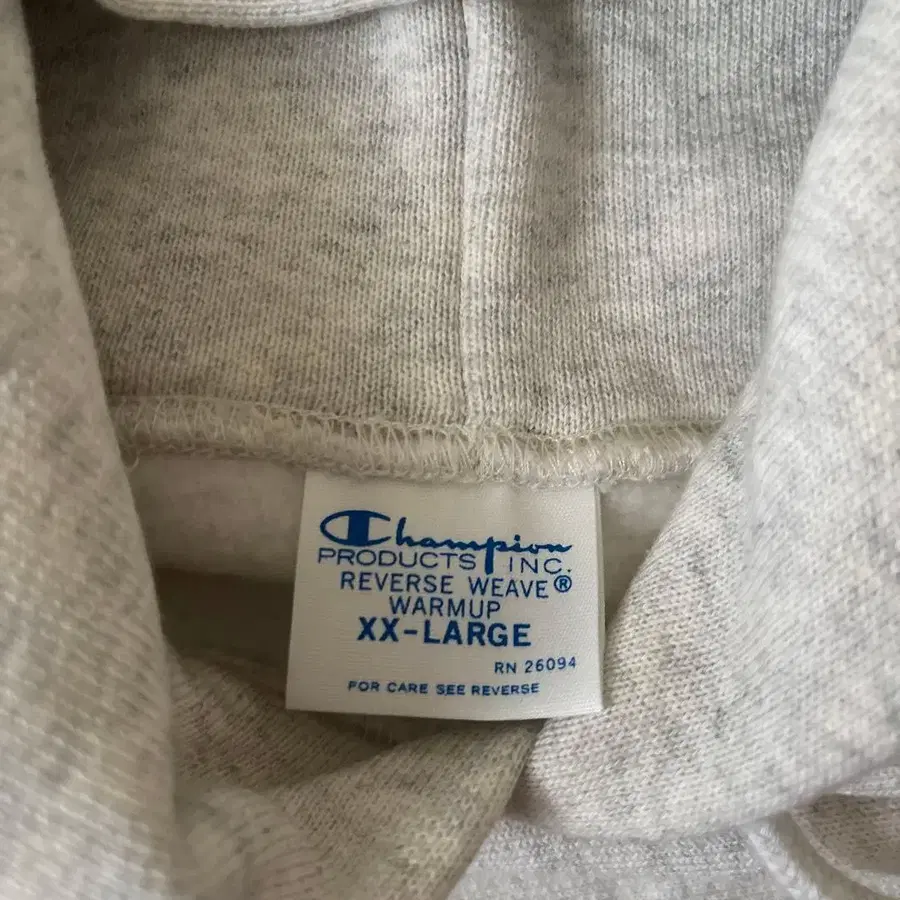 Champion
PRODUCTS INC.
REVERSE WEAVE®
WARMUP
XX-LARGE
RN 26094
FOR CARE SEE REVERSE